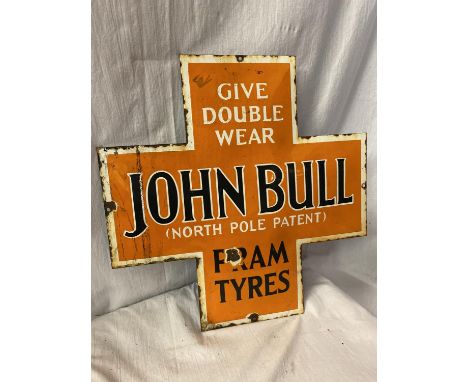 GIVE
DOUBLE
WEAR
JOHN BULL
(NORTH POLE PATENT)
PRAM
TYRES